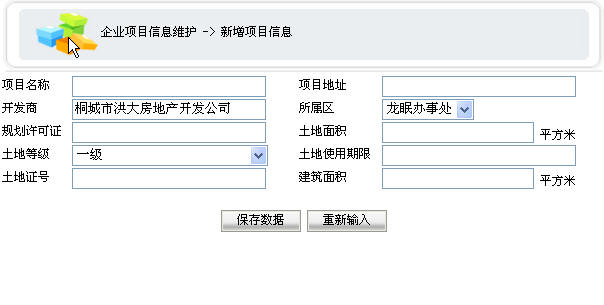 企业项目信息维护 -> 新增项目信息
项目名称 项目地址
开发商 桐城市洪大房地产开发公司 所属区 龙眠办事处
规划许可证 土地面积 平方米
土地等级 一级 土地使用期限
土地证号 建筑面积 平方米
保存数据 重新输入